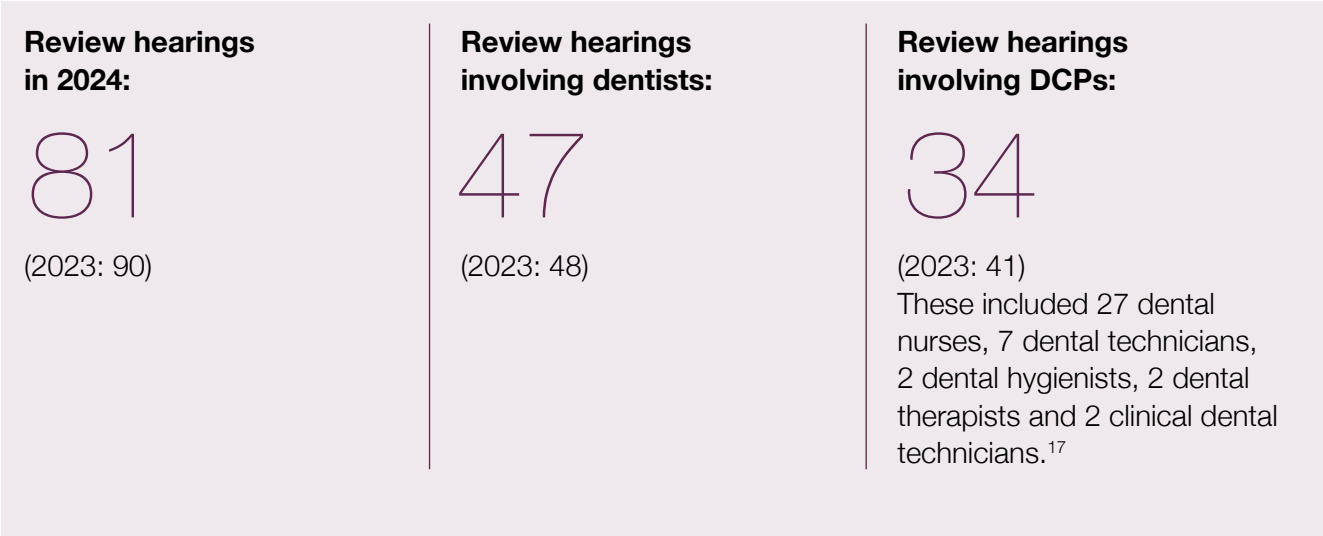 Review hearings
in 2024:
81
(2023: 90)
Review hearings
involving dentists:
47
(2023: 48)
Review hearings
involving DCPs:
34
(2023: 41)
These included 27 dental
nurses, 7 dental technicians,
2 dental hygienists, 2 dental
therapists and 2 clinical dental
technicians.17